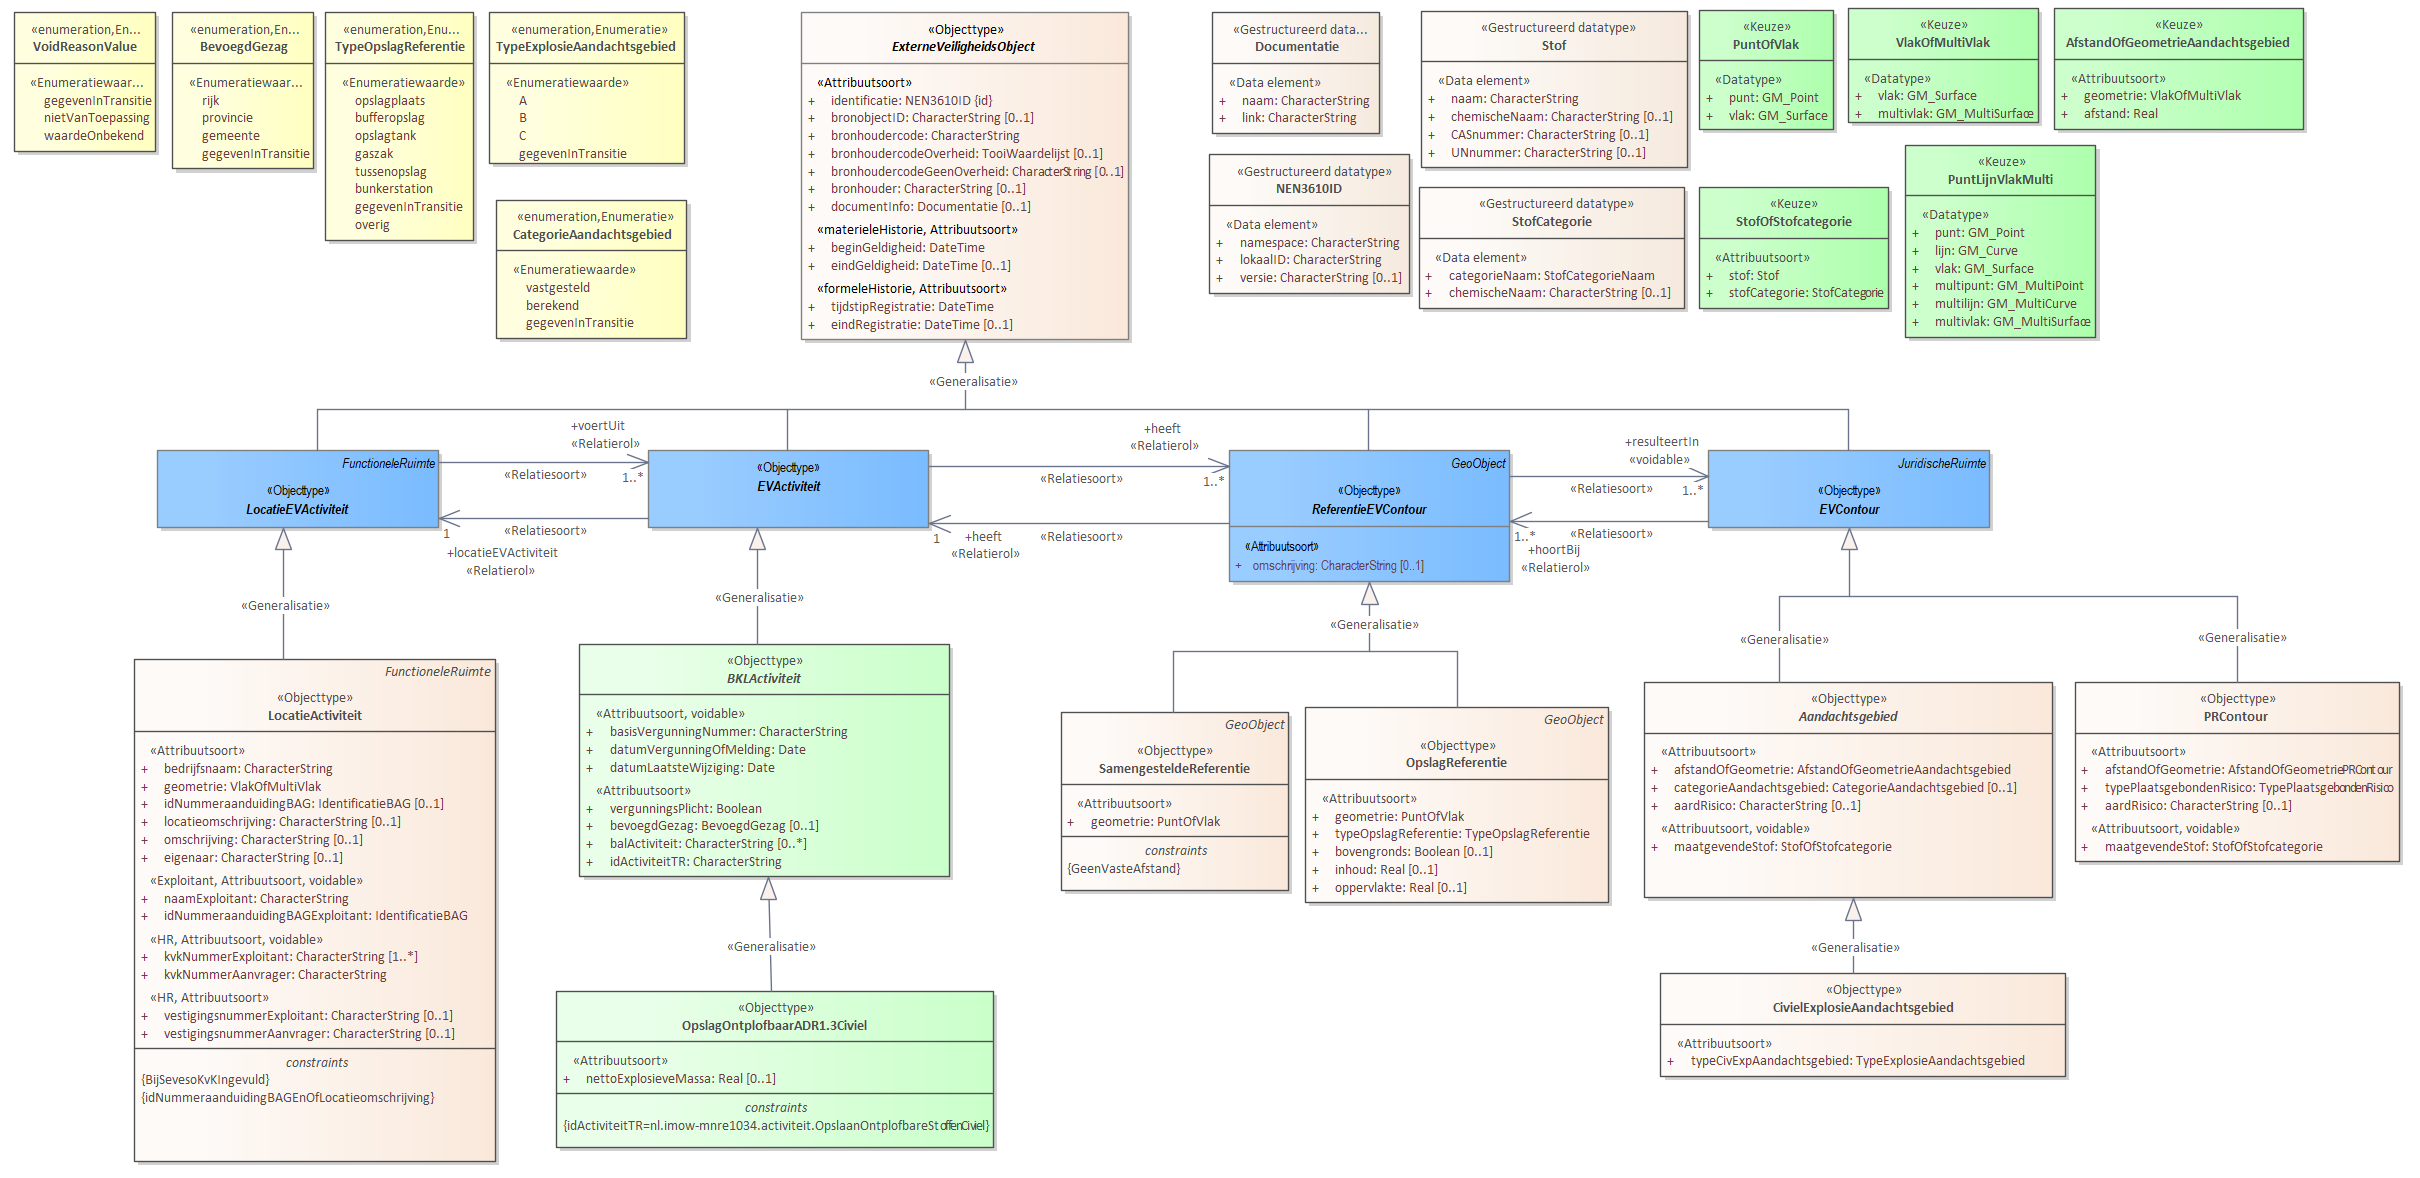 «enumeration,En...
VoidReasonValue
«Enumeratiewaar...
gegevenInTransitie
nietVanToepassing
waardeOnbekend
«enumeration,En...
BevoegdGezag
«Enumeratiewaar...
rijk
provincie
gemeente
gegevenInTransitie
«enumeration,Enu...
TypeOpslagReferentie
«Enumeratiewaarde»
opslagplaats
bufferopslag
opslagtank
gaszak
tussenopslag
bunkerstation
gegevenInTransitie
overig
«enumeration,Enumeratie»
TypeExplosieAandachtsgebied
«Enumeratiewaarde»
A
B
C
gegevenInTransitie
«enumeration,Enumeratie»
CategorieAandachtsgebied
«Enumeratiewaarde»
vastgesteld
berekend
gegevenInTransitie
«Objecttype»
ExterneVeiligheidsObject
«Attribuutsoort»
+ identificatie: NEN3610ID {id}
+ bronobjectID: CharacterString [0..1]
+ bronhoudercode: CharacterString
+ bronhoudercodeOverheid: TooiWaardelijst [0..1]
+ bronhoudercodeGeenOverheid: CharacterString [0..1]
+ bronhouder: CharacterString [0..1]
+ documentInfo: Documentatie [0..1]
«materieleHistorie, Attribuutsoort»
+ beginGeldigheid: DateTime
+ eindGeldigheid: DateTime [0..1]
«formeleHistorie, Attribuutsoort»
+ tijdstipRegistratie: DateTime
+ eindRegistratie: DateTime [0..1]
«Gestructureerd data...
Documentatie
«Data element»
+ naam: CharacterString
+ link: CharacterString
«Gestructureerd datatype»
NEN3610ID
«Data element»
+ namespace: CharacterString
+ lokaalID: CharacterString
+ versie: CharacterString [0..1]
«Gestructureerd datatype»
Stof
«Data element»
+ naam: CharacterString
+ chemischeNaam: CharacterString [0..1]
+ CASnummer: CharacterString [0..1]
+ UNnummer: CharacterString [0..1]
«Gestructureerd datatype»
StofCategorie
«Data element»
+ categorieNaam: StofCategorieNaam
+ chemischeNaam: CharacterString [0..1]
«Keuze»
PuntOfVlak
«Datatype»
+ punt: GM_Point
+ vlak: GM_Surface
«Keuze»
VlakOfMultiVlak
«Datatype»
+ vlak: GM_Surface
+ multivlak: GM_MultiSurface
«Keuze»
AfstandOfGeometrieAandachtsgebied
«Attribuutsoort»
+ geometrie: VlakOfMultiVlak
+ afstand: Real
«Keuze»
StofOfStofcategorie
«Attribuutsoort»
+ stof: Stof
+ stofCategorie: StofCategorie
«Keuze»
PuntLijnVlakMulti
«Datatype»
+ punt: GM_Point
+ lijn: GM_Curve
+ vlak: GM_Surface
+ multipunt: GM_MultiPoint
+ multilijn: GM_MultiCurve
+ multivlak: GM_MultiSurface
«Generalisatie»
FunctioneleRuimte
«Objecttype»
LocatieEVActiviteit
+voertUit
«Relatierol»
«Relatiesoort»
1..*
«Relatiesoort»
1
+locatieEVActiviteit
«Relatierol»
«Objecttype»
EVActiviteit
+heeft
«Relatierol»
«Relatiesoort»
1..*
1
+heeft
«Relatierol»
«Relatiesoort»
GeoObject
«Objecttype»
ReferentieEVContour
«Attribuutsoort»
+ omschrijving: CharacterString [0..1]
+resulteertIn
«voidable»
«Relatiesoort»
1..*
1..*
+hoortBij
«Relatierol»
«Relatiesoort»
JuridischeRuimte
«Objecttype»
EVContour
«Generalisatie»
«Generalisatie»
«Generalisatie»
«Generalisatie»
«Generalisatie»
FunctioneleRuimte
«Objecttype»
LocatieActiviteit
«Attribuutsoort»
+ bedrijfsnaam: CharacterString
+ geometrie: VlakOfMultiVlak
+ idNummeraanduidingBAG: IdentificatieBAG [0..1]
+ locatieomschrijving: CharacterString [0..1]
+ omschrijving: CharacterString [0..1]
+ eigenaar: CharacterString [0..1]
«Exploitant, Attribuutsoort, voidable»
+ naamExploitant: CharacterString
+ idNummeraanduidingBAGExploitant: IdentificatieBAG
«HR, Attribuutsoort, voidable»
+ kvkNummerExploitant: CharacterString [1..*]
+ kvkNummerAanvrager: CharacterString
«HR, Attribuutsoort»
+ vestigingsnummerExploitant: CharacterString [0..1]
+ vestigingsnummerAanvrager: CharacterString [0..1]
constraints
{BijSevesoKvKIngevuld}
{idNummeraanduidingBAGEnOfLocatieomschrijving}
«Objecttype»
BKLActiviteit
«Attribuutsoort, voidable»
+ basisVergunningNummer: CharacterString
+ datumVergunningOfMelding: Date
+ datumLaatsteWijziging: Date
«Attribuutsoort»
+ vergunningsPlicht: Boolean
+ bevoegdGezag: BevoegdGezag [0..1]
+ balActiviteit: CharacterString [0..*]
+ idActiviteitTR: CharacterString
«Generalisatie»
«Objecttype»
OpslagOntplofbaarADR1.3Civiel
«Attribuutsoort»
+ nettoExplosieveMassa: Real [0..1]
constraints
{idActiviteitTR=nl.imow-mnre1034.activiteit.OpslaanOntplofbareStoffenCiviel}
GeoObject
«Objecttype»
SamengesteldeReferentie
«Attribuutsoort»
+ geometrie: PuntOfVlak
constraints
{GeenVasteAfstand}
GeoObject
«Objecttype»
OpslagReferentie
«Attribuutsoort»
+ geometrie: PuntOfVlak
+ typeOpslagReferentie: TypeOpslagReferentie
+ bovengronds: Boolean [0..1]
+ inhoud: Real [0..1]
+ oppervlakte: Real [0..1]
«Objecttype»
Aandachtsgebied
«Attribuutsoort»
+ afstandOfGeometrie: AfstandOfGeometrieAandachtsgebied
+ categorieAandachtsgebied: CategorieAandachtsgebied [0..1]
+ aardRisico: CharacterString [0..1]
«Attribuutsoort, voidable»
+ maatgevendeStof: StofOfStofcategorie
«Objecttype»
PRContour
«Attribuutsoort»
+ afstandOfGeometrie: AfstandOfGeometriePRContour
+ typePlaatsgebondenRisico: TypePlaatsgebondenRisico
+ aardRisico: CharacterString [0..1]
«Attribuutsoort, voidable»
+ maatgevendeStof: StofOfStofcategorie
«Generalisatie»
«Objecttype»
CivielExplosieAandachtsgebied
«Attribuutsoort»
+ typeCivExpAandachtsgebied: TypeExplosieAandachtsgebied